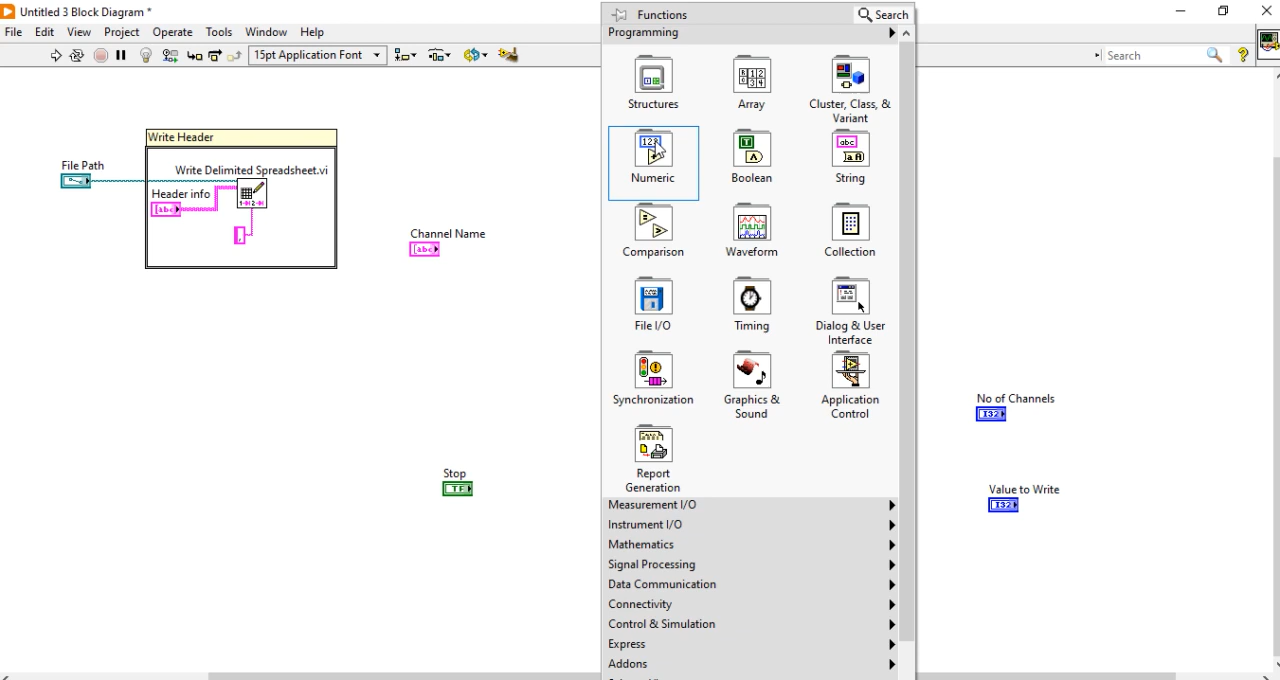 Untitled 3 Block Diagram *
File Edit View Project Operate Tools Window Help
15pt Application Font
Search
Functions
Search
Programming
Structures
Array
Cluster, Class, &
Variant
Numeric
Boolean
String
Comparison
Waveform
Collection
File I/O
Timing
Dialog & User
Interface
Synchronization
Graphics &
Sound
Application
Control
Report
Generation
Measurement I/O
Instrument I/O
Mathematics
Signal Processing
Data Communication
Connectivity
Control & Simulation
Express
Addons
Write Header
File Path
Write Delimited Spreadsheet.vi
Header info
abc
Channel Name
abc
Stop
TF
No of Channels
I32
Value to Write
I32